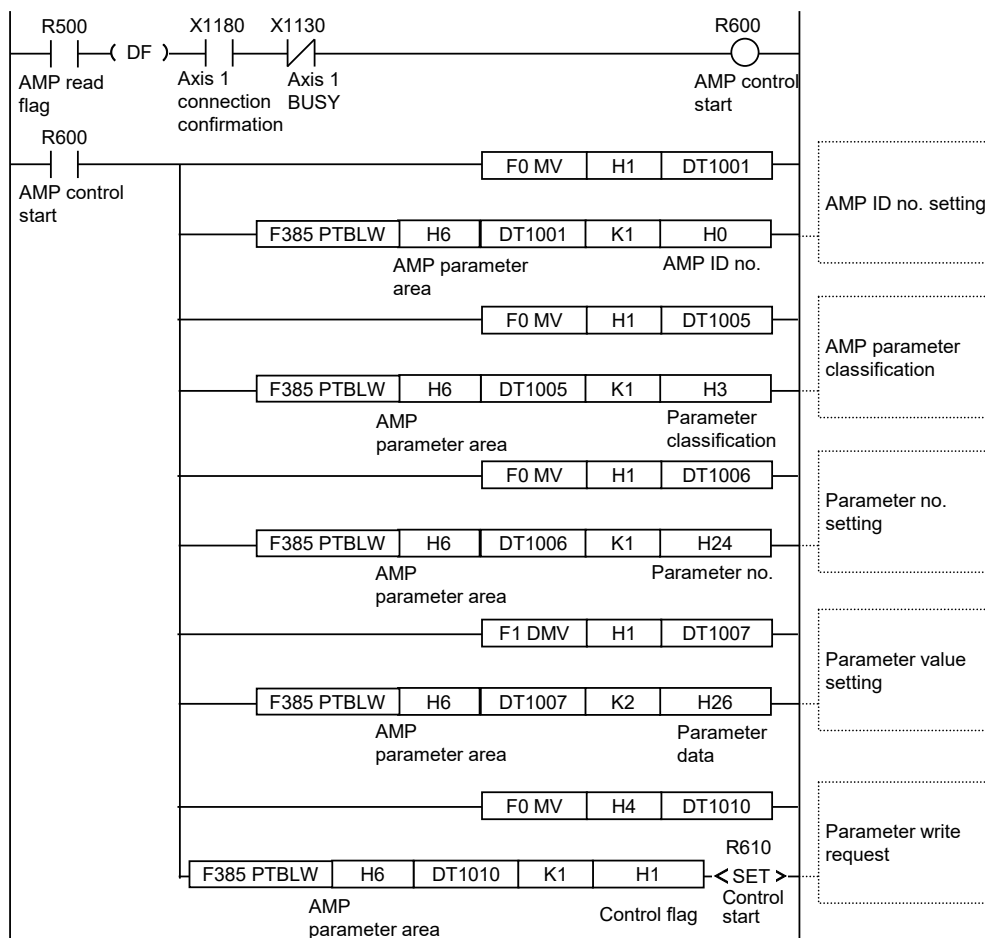 R500 X1180 X1130 R600
( DF )
AMP read
flag
Axis 1
connection
confirmation
Axis 1
BUSY
AMP control
start
R600
AMP control
start
F0 MV H1 DT1001
AMP ID no. setting
F385 PTBLW H6 DT1001 K1 H0
AMP parameter
area
AMP ID no.
F0 MV H1 DT1005
AMP parameter
classification
F385 PTBLW H6 DT1005 K1 H3
AMP
parameter area
Parameter
classification
F0 MV H1 DT1006
Parameter no.
setting
F385 PTBLW H6 DT1006 K1 H24
AMP
parameter area
Parameter no.
F1 DMV H1 DT1007
Parameter value
setting
F385 PTBLW H6 DT1007 K2 H26
AMP
parameter area
Parameter
data
F0 MV H4 DT1010
Parameter write
request
R610
F385 PTBLW H6 DT1010 K1 H1 < SET >
AMP
parameter area
Control flag
Control
start